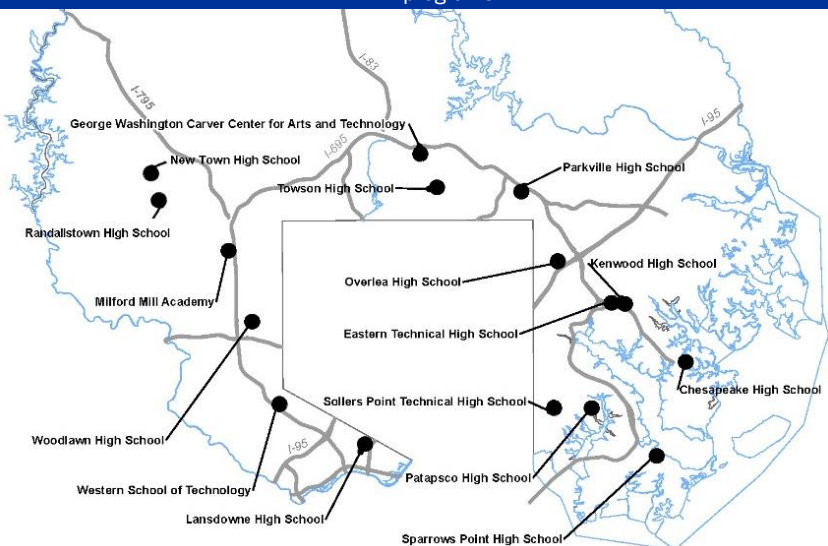 I-83
I-795
I-95
George Washington Carver Center for Arts and Technology
I-695
New Town High School
Parkville High School
Towson High School
Randallstown High School
Kenwood High School
Overlea High School
Milford Mill Academy
Eastern Technical High School
Chesapeake High School
Sollers Point Technical High School
Woodlawn High School
I-95
Patapsco High School
Western School of Technology
Lansdowne High School
Sparrows Point High School